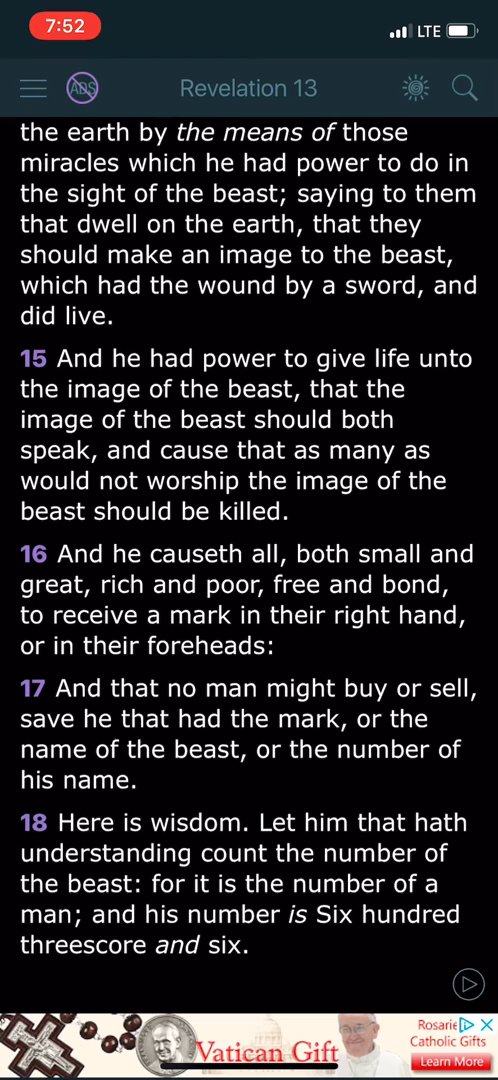 7:52
LTE
ADS
Revelation 13
the earth by the means of those
miracles which he had power to do in
the sight of the beast; saying to them
that dwell on the earth, that they
should make an image to the beast,
which had the wound by a sword, and
did live.
15 And he had power to give life unto
the image of the beast, that the
image of the beast should both
speak, and cause that as many as
would not worship the image of the
beast should be killed.
16 And he causeth all, both small and
great, rich and poor, free and bond,
to receive a mark in their right hand,
or in their foreheads:
17 And that no man might buy or sell,
save he that had the mark, or the
name of the beast, or the number of
his name.
18 Here is wisdom. Let him that hath
understanding count the number of
the beast: for it is the number of a
man; and his number is Six hundred
threescore and six.
Vatican Gift
Rosarie
Catholic Gifts
Learn More